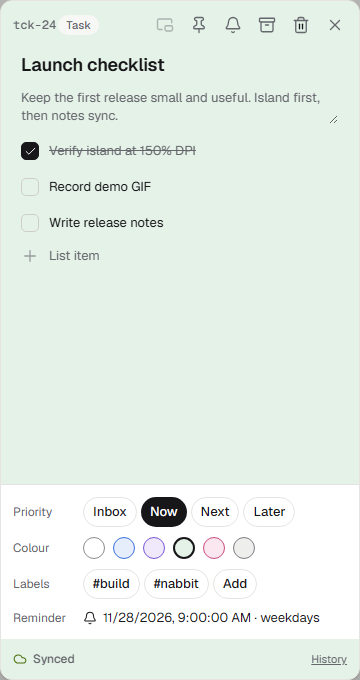 tck-24 Task
Launch checklist
Keep the first release small and useful. Island first,
then notes sync.
Verify island at 150% DPI
Record demo GIF
Write release notes
List item
Priority Inbox Now Next Later
Colour
Labels #build #nabbit Add
Reminder 11/28/2026, 9:00:00 AM · weekdays
Synced History